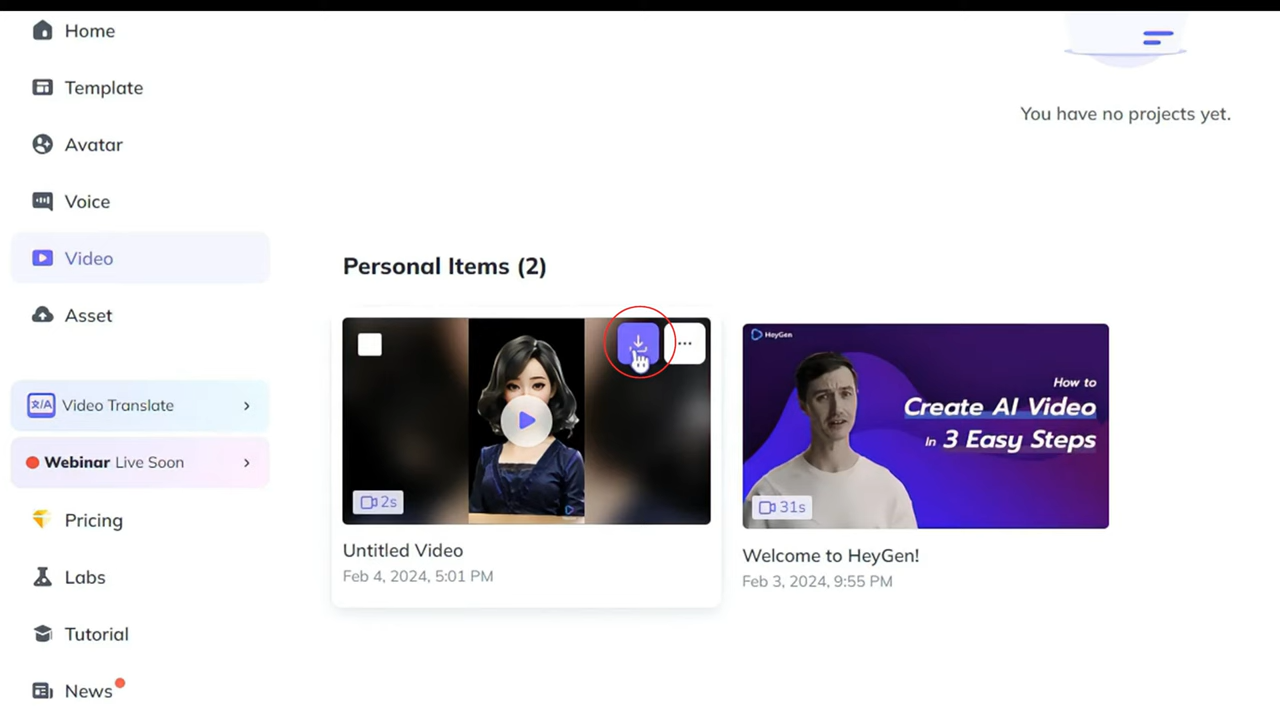 Home
Template
Avatar
Voice
Video
Asset
文/A Video Translate
Webinar Live Soon
Pricing
Labs
Tutorial
News
You have no projects yet.
Personal Items (2)
2s
Untitled Video
Feb 4, 2024, 5:01 PM
HeyGen
How to
Create AI Video
In 3 Easy Steps
31s
Welcome to HeyGen!
Feb 3, 2024, 9:55 PM